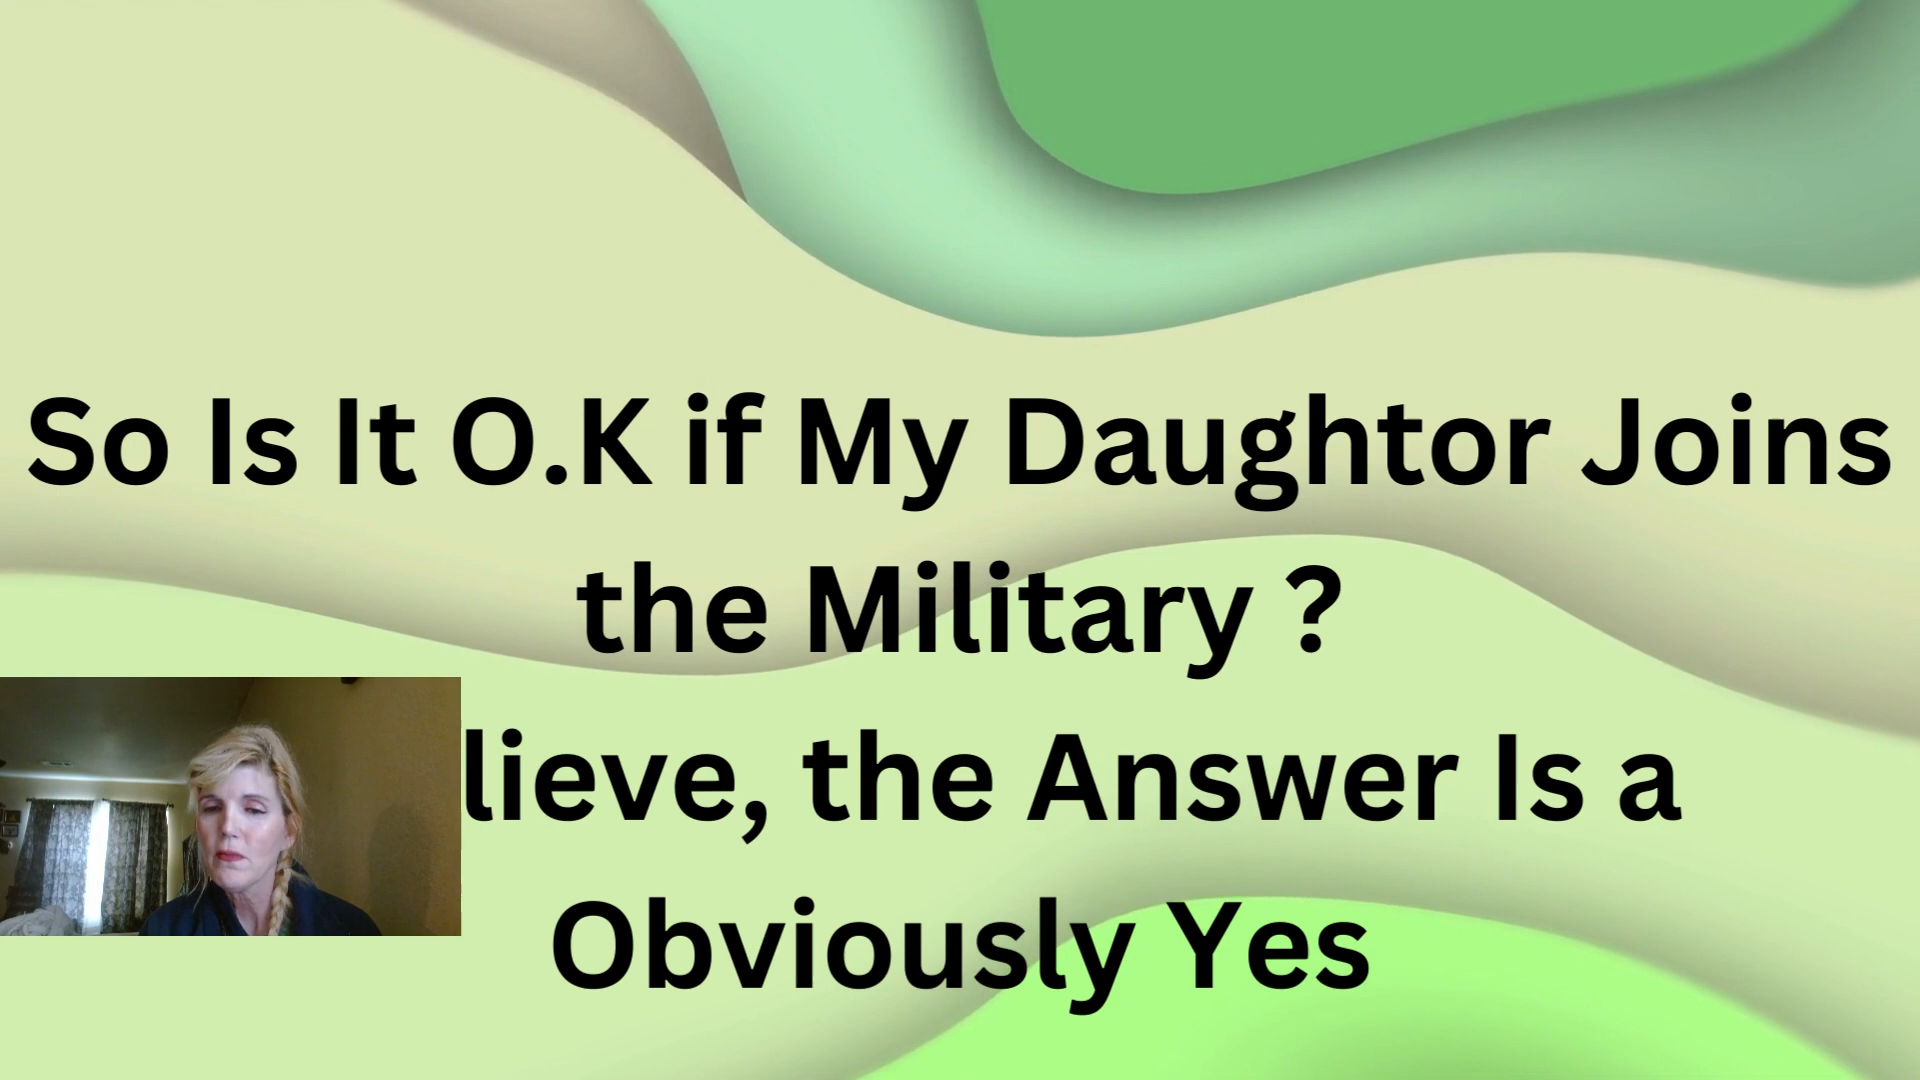 So Is It O.K if My Daughtor Joins
the Military ?
lieve, the Answer Is a
Obviously Yes